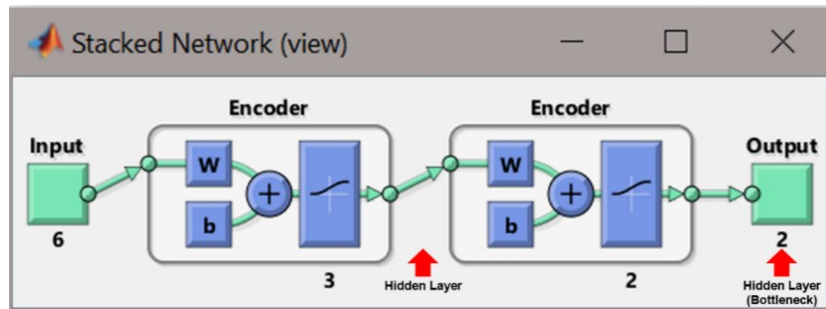 Stacked Network (view)
Encoder
Encoder
Input
Output
W
W
b
b
6
3
2
2
Hidden Layer
Hidden Layer
(Bottleneck)